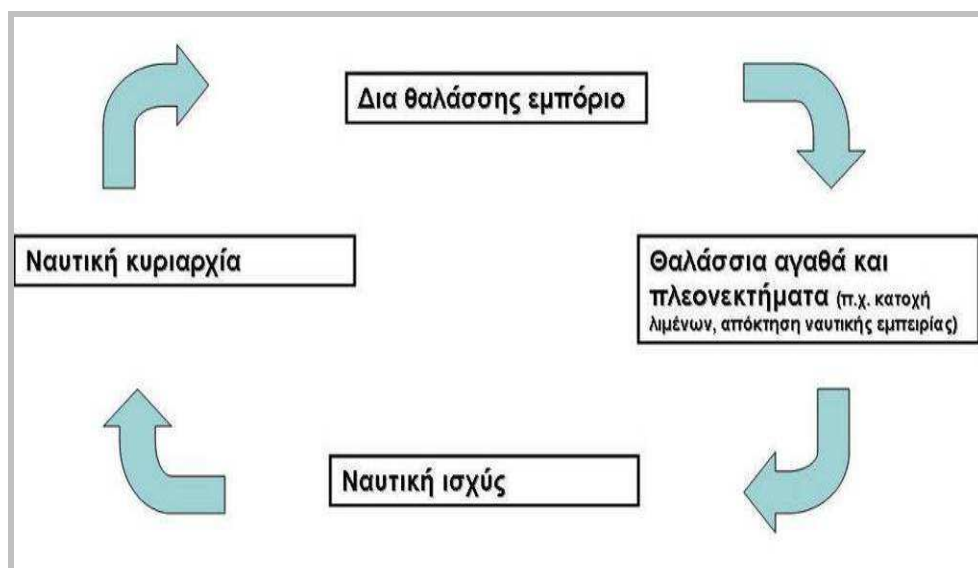 Δια θαλάσσης εμπόριο
Ναυτική κυριαρχία
Θαλάσσια αγαθά και
πλεονεκτήματα (π.χ. κατοχή
λιμένων, απόκτηση ναυτικής εμπειρίας)
Ναυτική ισχύς